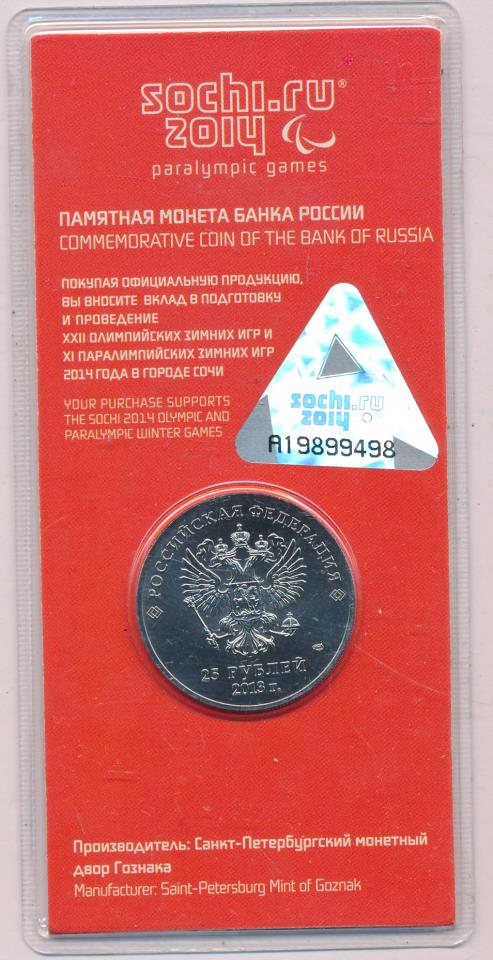 sochi.ru®
2014
paralympic games
ПАМЯТНАЯ МОНЕТА БАНКА РОССИИ
COMMEMORATIVE COIN OF THE BANK OF RUSSIA
ПОКУПАЯ ОФИЦИАЛЬНУЮ ПРОДУКЦИЮ,
ВЫ ВНОСИТЕ ВКЛАД В ПОДГОТОВКУ
И ПРОВЕДЕНИЕ
XXII ОЛИМПИЙСКИХ ЗИМНИХ ИГР И
XI ПАРАЛИМПИЙСКИХ ЗИМНИХ ИГР
2014 ГОДА В ГОРОДЕ СОЧИ
YOUR PURCHASE SUPPORTS
THE SOCHI 2014 OLYMPIC AND
PARALYMPIC WINTER GAMES
sochi.ru
2014
A19899498
РОССИЙСКАЯ ФЕДЕРАЦИЯ
25 РУБЛЕЙ
2013 г.
Производитель: Санкт-Петербургский монетный
двор Гознака
Manufacturer: Saint-Petersburg Mint of Goznak